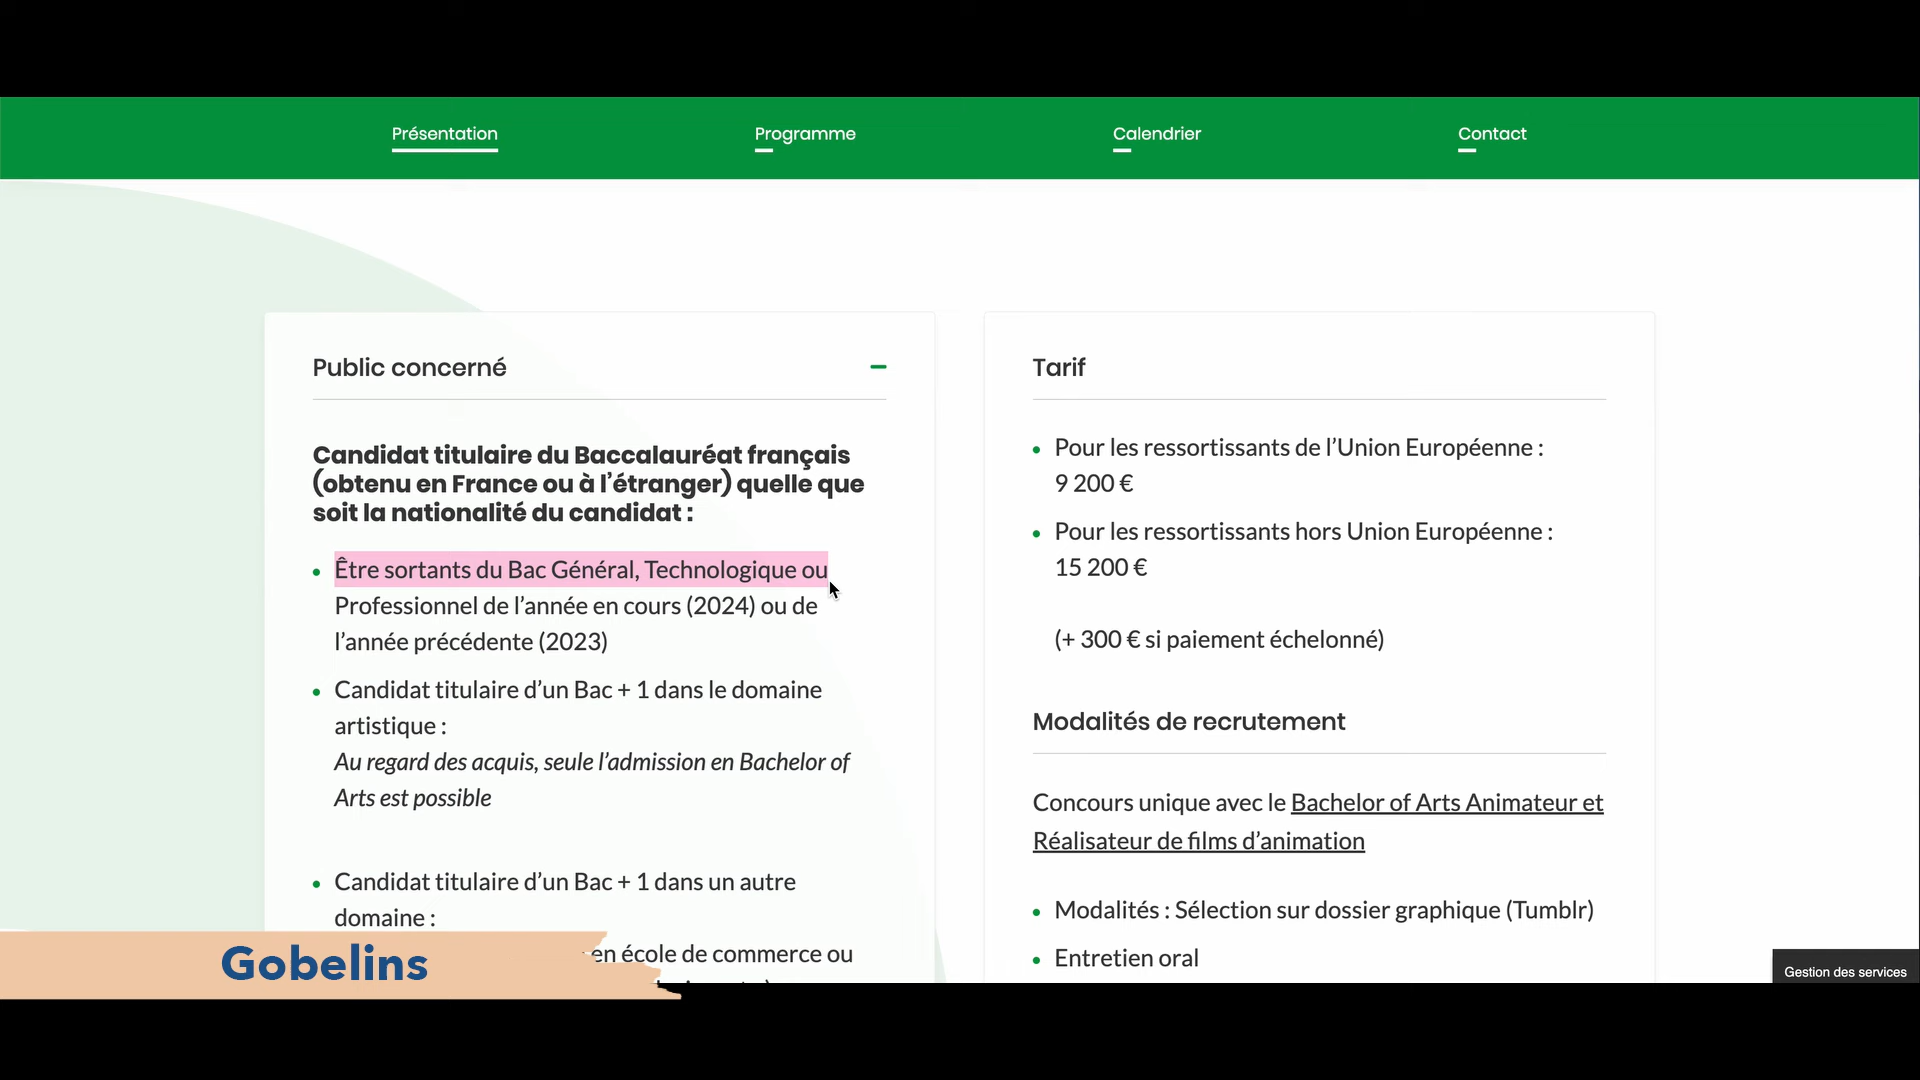 Présentation
Programme
Calendrier
Contact
Public concerné
Candidat titulaire du Baccalauréat français
(obtenu en France ou à l’étranger) quelle que
soit la nationalité du candidat :
Être sortants du Bac Général, Technologique ou
Professionnel de l’année en cours (2024) ou de
l’année précédente (2023)
Candidat titulaire d’un Bac + 1 dans le domaine
artistique :
Au regard des acquis, seule l’admission en Bachelor of
Arts est possible
Candidat titulaire d’un Bac + 1 dans un autre
domaine :
en école de commerce ou
Tarif
Pour les ressortissants de l’Union Européenne :
9 200 €
Pour les ressortissants hors Union Européenne :
15 200 €
(+ 300 € si paiement échelonné)
Modalités de recrutement
Concours unique avec le Bachelor of Arts Animateur et
Réalisateur de films d’animation
Modalités : Sélection sur dossier graphique (Tumblr)
Entretien oral
Gobelins
Gestion des services